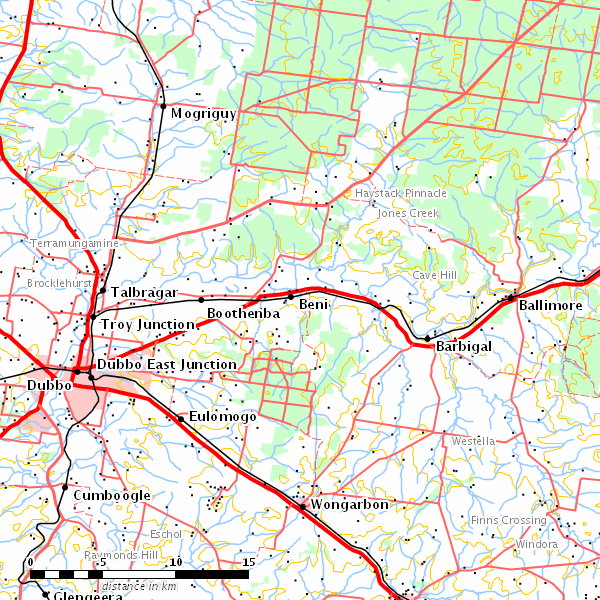 Mogriguy
Haystack Pinnacle
Jones Creek
Terramungamine
Cave Hill
Brocklehurst
Talbragar
Boothenba
Beni
Ballimore
Troy Junction
Barbigal
Dubbo East Junction
Dubbo
Eulomogo
Westella
Cumboogle
Wongarbon
Finns Crossing
Eschol
Windora
Raymonds Hill
0 5 10 15
distance in km
Glengeera